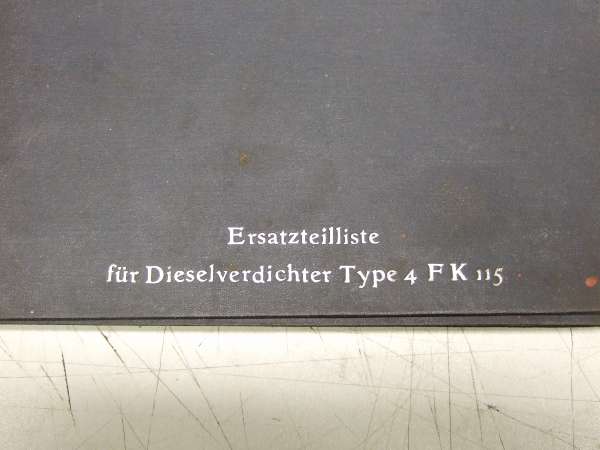 Ersatzteilliste
für Dieselverdichter Type 4 F K 115